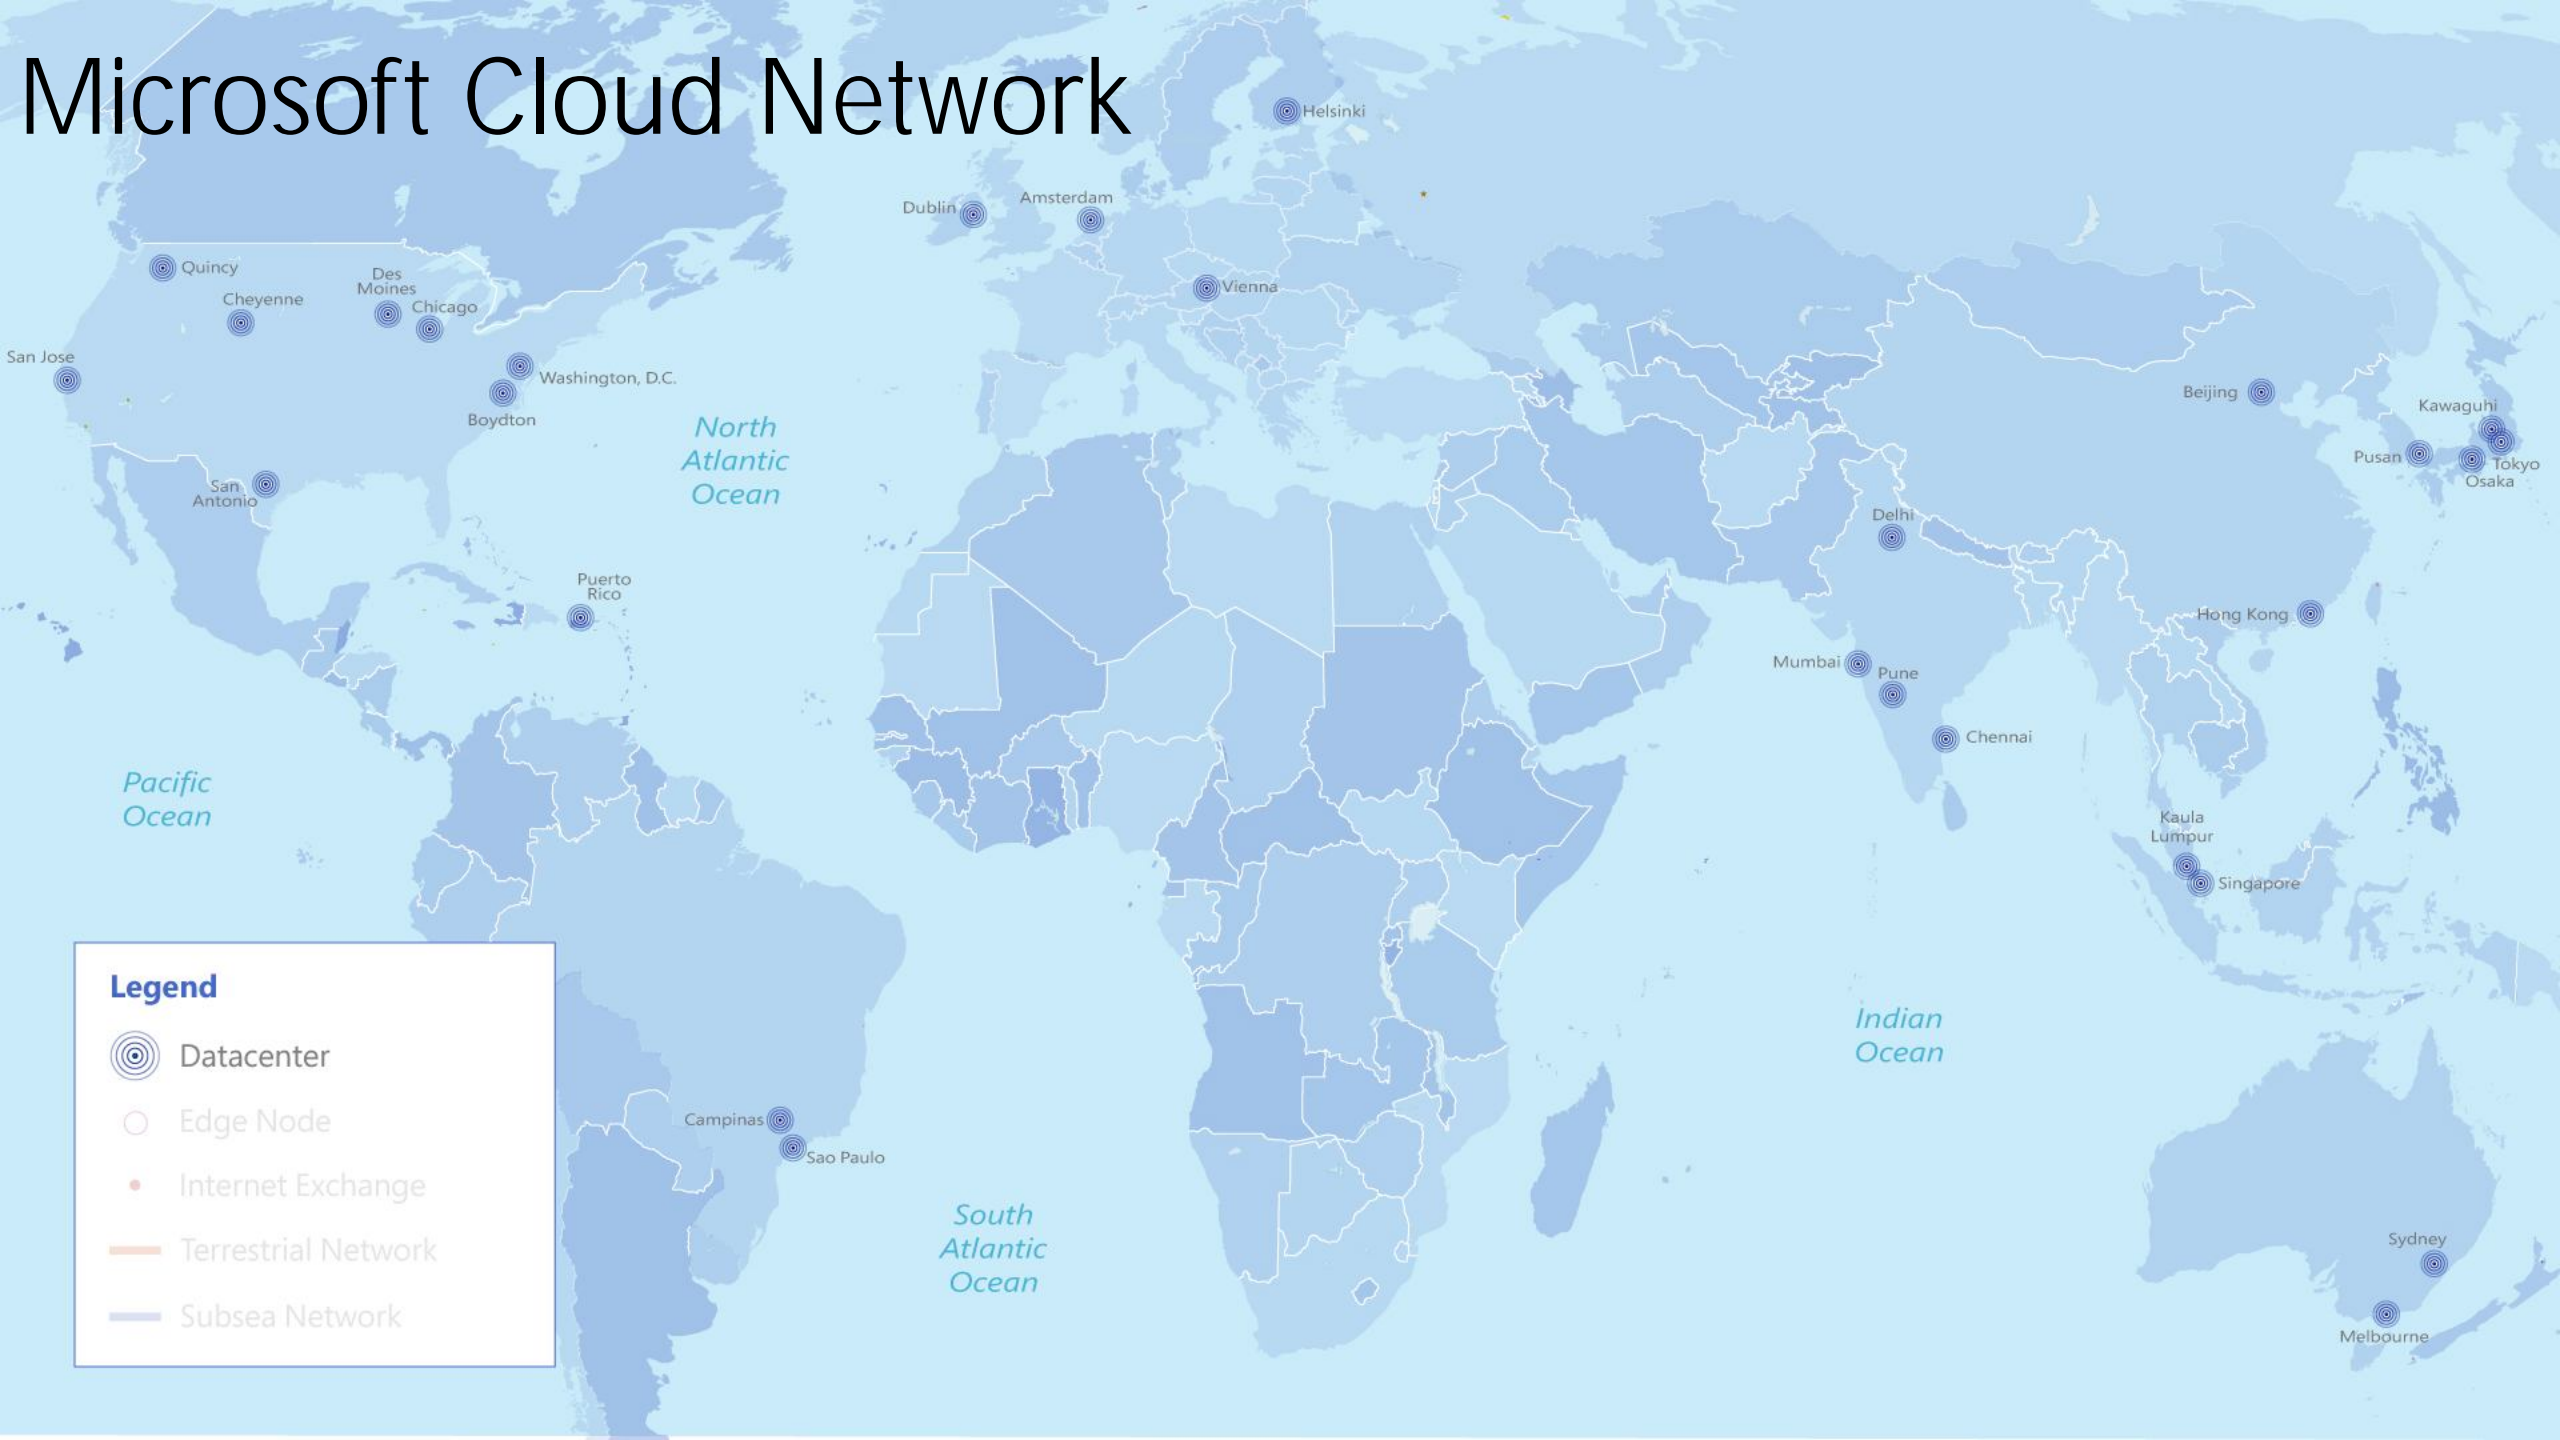 Microsoft Cloud Network
Helsinki
Dublin
Amsterdam
Vienna
Quincy
Cheyenne
Des
Moines
Chicago
San Jose
Washington, D.C.
Boydton
San
Antonio
North
Atlantic
Ocean
Puerto
Rico
Beijing
Kawaguhi
Pusan
Tokyo
Osaka
Delhi
Hong Kong
Mumbai
Pune
Chennai
Pacific
Ocean
Kaula
Lumpur
Singapore
Indian
Ocean
Campinas
Sao Paulo
South
Atlantic
Ocean
Sydney
Melbourne
Legend
Datacenter
Edge Node
Internet Exchange
Terrestrial Network
Subsea Network